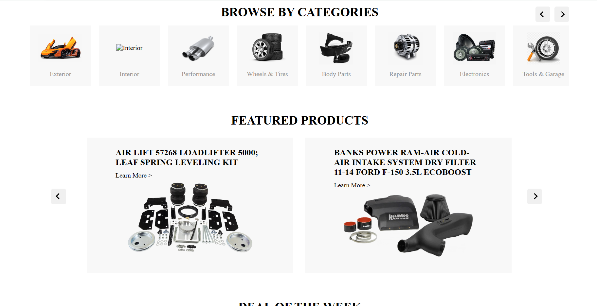 BROWSE BY CATEGORIES
Interior
Exterior
Interior
Performance
Wheels & Tires
Body Parts
Repair Parts
Electronics
Tools & Garage
FEATURED PRODUCTS
AIR LIFT 57268 LOADLIFTER 5000;
LEAF SPRING LEVELING KIT
Learn More >
BANKS POWER RAM-AIR COLD-
AIR INTAKE SYSTEM DRY FILTER
11-14 FORD F-150 3.5L ECOBOOST
Learn More >
DEAL OF THE WEEK